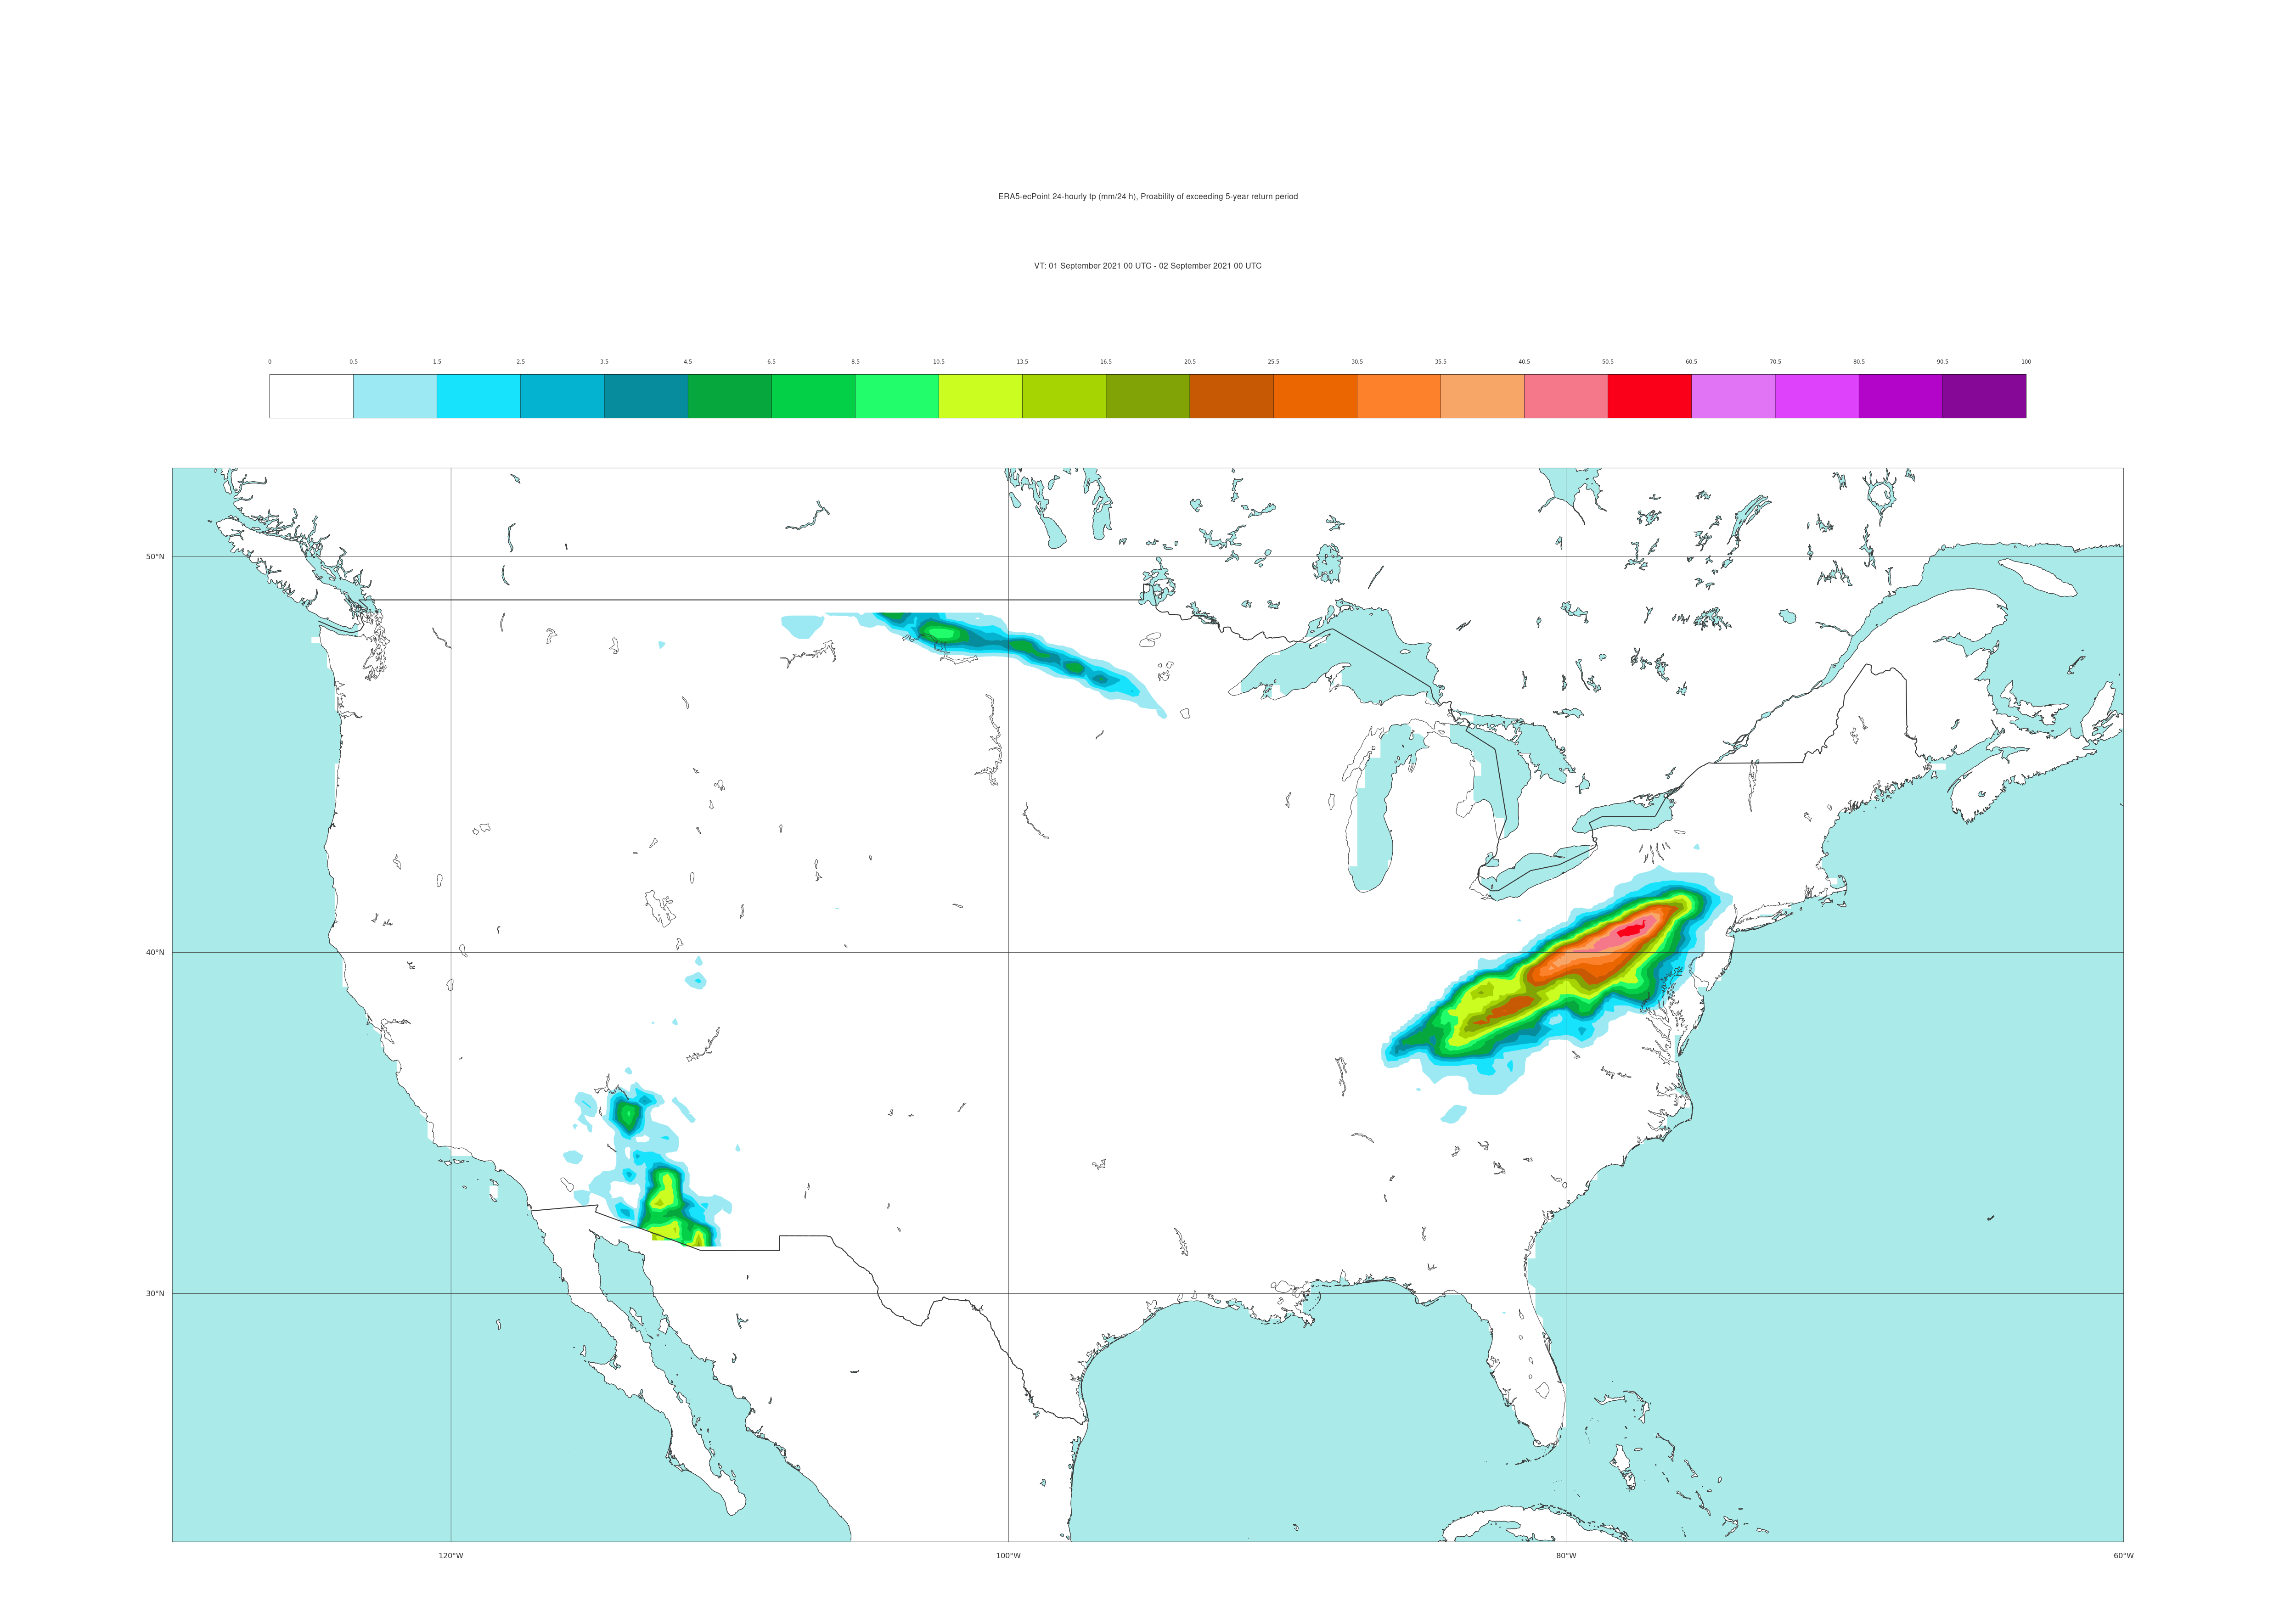 ERA5-ecPoint 24-hourly tp (mm/24 h), Proability of exceeding 5-year return period
VT: 01 September 2021 00 UTC - 02 September 2021 00 UTC
0 0.5 1.5 2.5 3.5 4.5 6.5 8.5 10.5 13.5 16.5 20.5 25.5 30.5 35.5 40.5 50.5 60.5 70.5 80.5 90.5 100
50°N
40°N
30°N
120°W 100°W 80°W 60°W